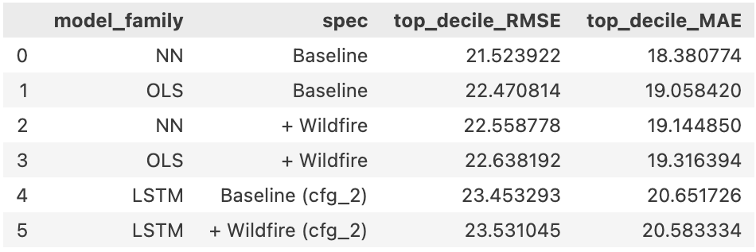 model_family spec top_decile_RMSE top_decile_MAE
0 NN Baseline 21.523922 18.380774
1 OLS Baseline 22.470814 19.058420
2 NN + Wildfire 22.558778 19.144850
3 OLS + Wildfire 22.638192 19.316394
4 LSTM Baseline (cfg_2) 23.453293 20.651726
5 LSTM + Wildfire (cfg_2) 23.531045 20.583334